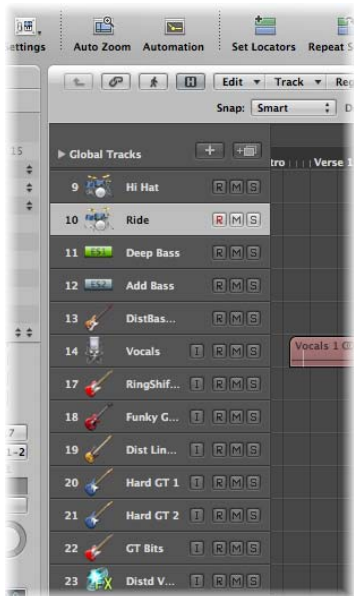 ettings Auto Zoom Automation Set Locators Repeat S
H Edit Track Reg
Snap: Smart D
15 Global Tracks tro Verse 1
9 Hi Hat R M S
10 Ride R M S
11 ES1 Deep Bass R M S
12 ES2 Add Bass R M S
13 DistBas... R M S
14 Vocals I R M S Vocals 1
17 RingShif... I R M S
18 Funky G... I R M S
7
19 Dist Lin... I R M S
1-2
20 Hard GT 1 I R M S
21 Hard GT 2 I R M S
22 GT Bits I R M S
23 FX Distd V... I R M S